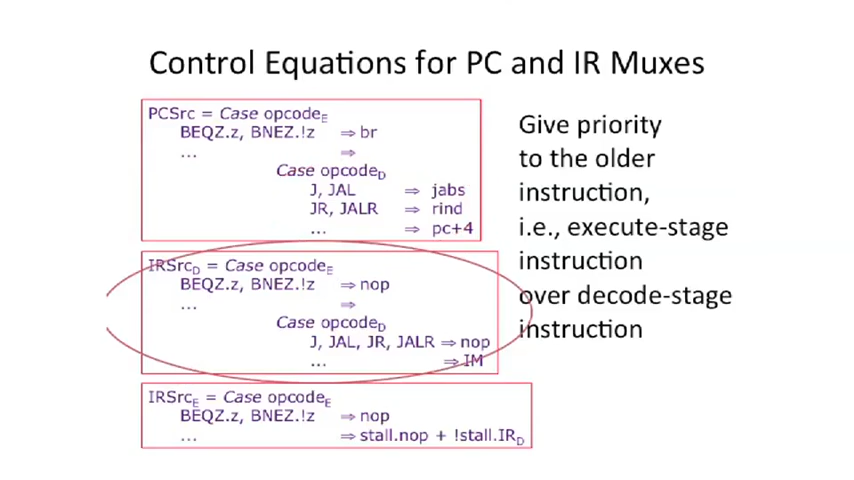 Control Equations for PC and IR Muxes
PCSrc = Case opcodeE
BEQZ.z, BNEZ.!z ⇒ br
... ⇒
Case opcodeD
J, JAL ⇒ jabs
JR, JALR ⇒ rind
... ⇒ pc+4
IRSrcD = Case opcodeE
BEQZ.z, BNEZ.!z ⇒ nop
... ⇒
Case opcodeD
J, JAL, JR, JALR ⇒ nop
... ⇒ IM
IRSrcE = Case opcodeE
BEQZ.z, BNEZ.!z ⇒ nop
... ⇒ stall.nop + !stall.IRD
Give priority
to the older
instruction,
i.e., execute-stage
instruction
over decode-stage
instruction